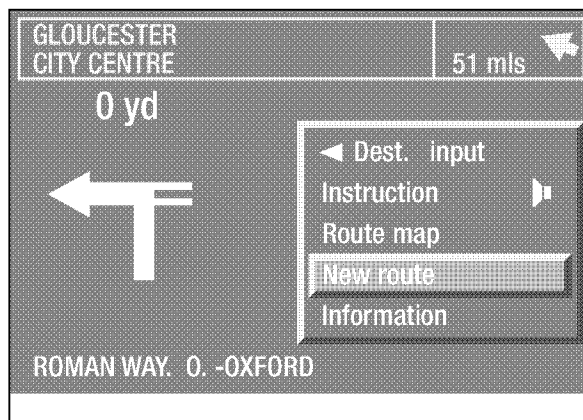 GLOUCESTER
CITY CENTRE
51 mls
0 yd
Dest. input
Instruction
Route map
New route
Information
ROMAN WAY. O. -OXFORD